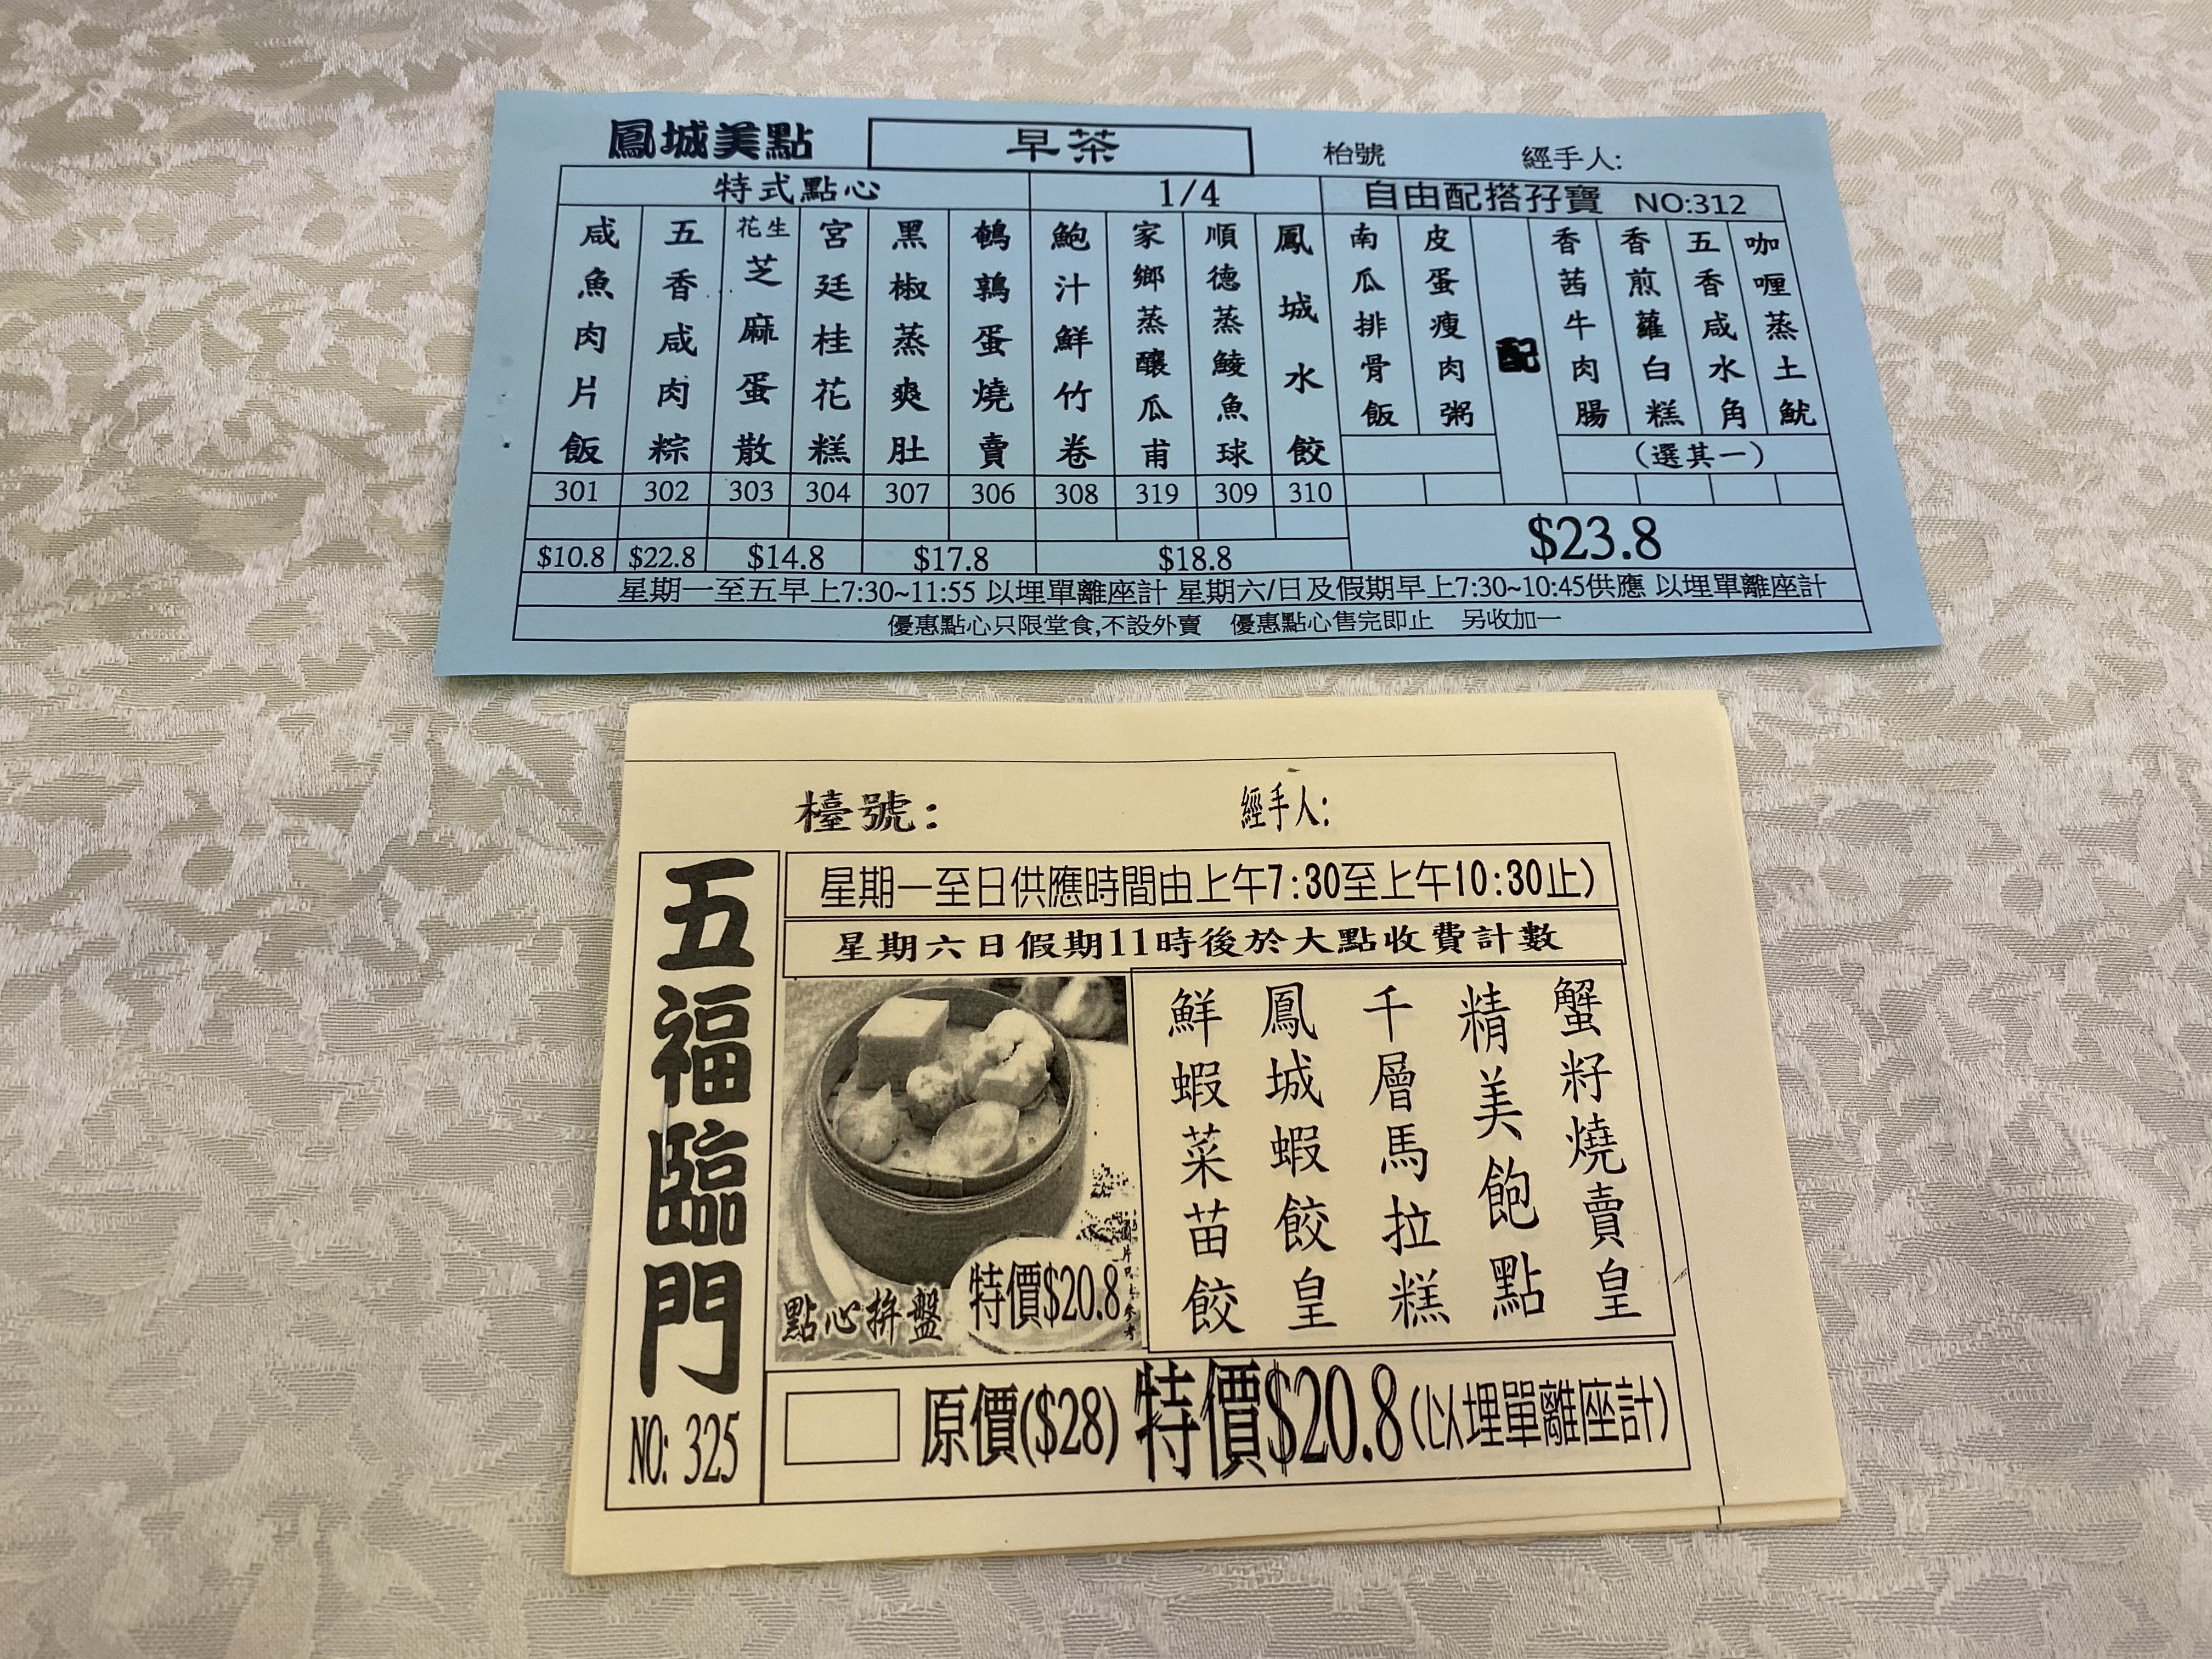 鳳城美點 早茶 枱號 經手人:
特式點心 1/4 自由配搭孖寶 NO:312
咸魚肉片飯
五香咸肉粽
花生芝麻蛋散
宮廷桂花糕
黑椒蒸爽肚
鵪鶉蛋燒賣
鮑汁鮮竹卷
家鄉蒸釀瓜甫
順德蒸鯪魚球
鳳城水餃
南瓜排骨飯
皮蛋瘦肉粥
配
香茜牛肉腸
香煎蘿白糕
五香咸水角
咖喱蒸土魷
(選其一)
301 302 303 304 307 306 308 319 309 310
$10.8 $22.8 $14.8 $17.8 $18.8 $23.8
星期一至五早上7:30~11:55 以埋單離座計 星期六/日及假期早上7:30~10:45供應 以埋單離座計
優惠點心只限堂食,不設外賣 優惠點心售完即止 另收加一
檯號: 經手人:
五福臨門
NO: 325
星期一至日供應時間由上午7:30至上午10:30止)
星期六日假期11時後於大點收費計數
鮮蝦菜苗餃
鳳城蝦餃皇
千層馬拉糕
精美飽點
蟹籽燒賣皇
點心拼盤 特價$20.8
原價($28) 特價$20.8(以埋單離座計)